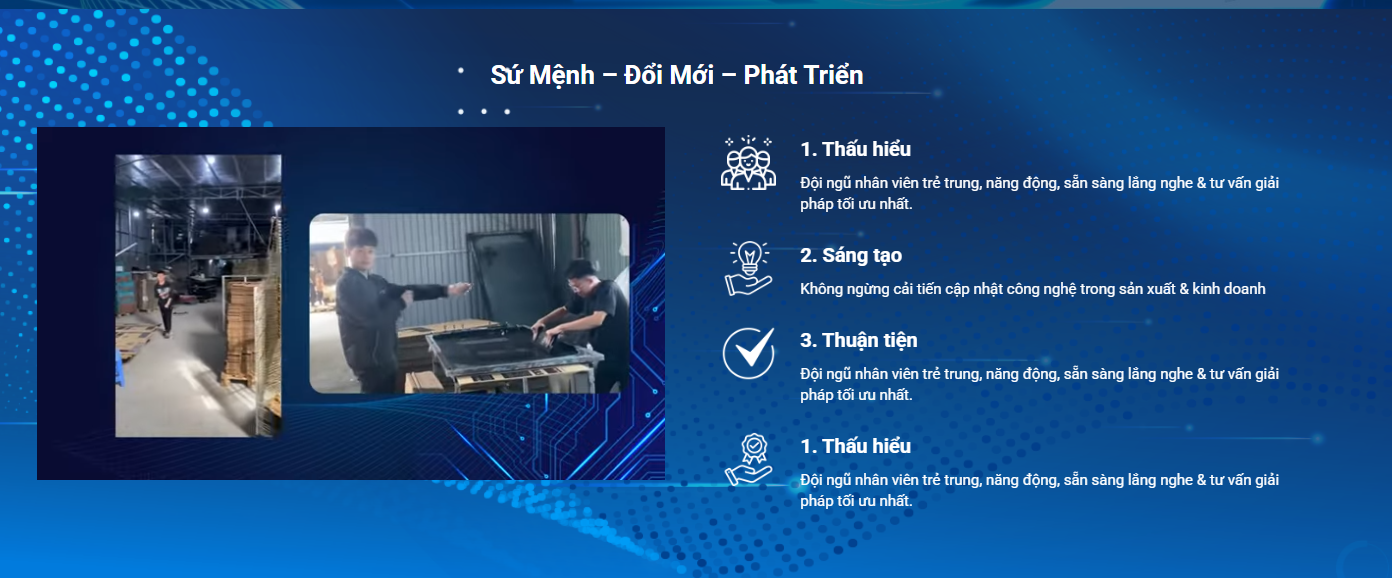 Sứ Mệnh – Đổi Mới – Phát Triển
1. Thấu hiểu
Đội ngũ nhân viên trẻ trung, năng động, sẵn sàng lắng nghe & tư vấn giải
pháp tối ưu nhất.
2. Sáng tạo
Không ngừng cải tiến cập nhật công nghệ trong sản xuất & kinh doanh
3. Thuận tiện
Đội ngũ nhân viên trẻ trung, năng động, sẵn sàng lắng nghe & tư vấn giải
pháp tối ưu nhất.
1. Thấu hiểu
Đội ngũ nhân viên trẻ trung, năng động, sẵn sàng lắng nghe & tư vấn giải
pháp tối ưu nhất.